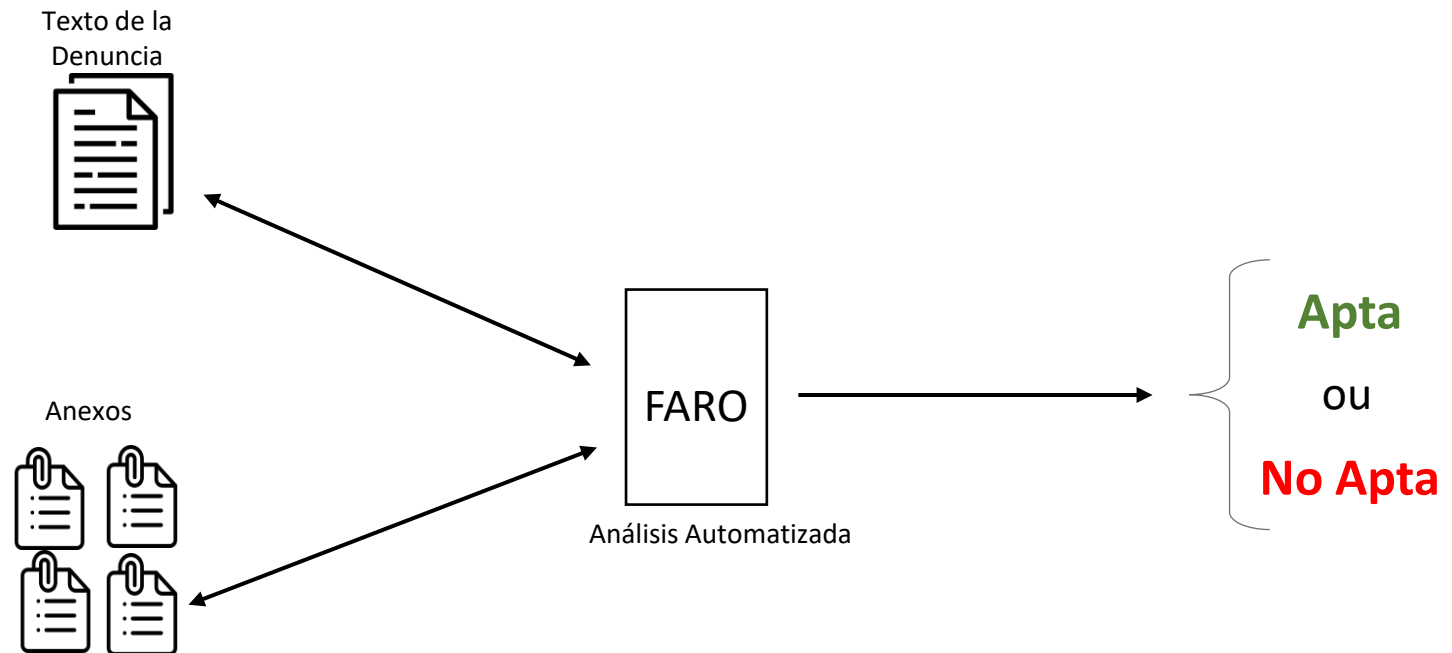 Texto de la
Denuncia
Anexos
FARO
Análisis Automatizada
Apta
ou
No Apta